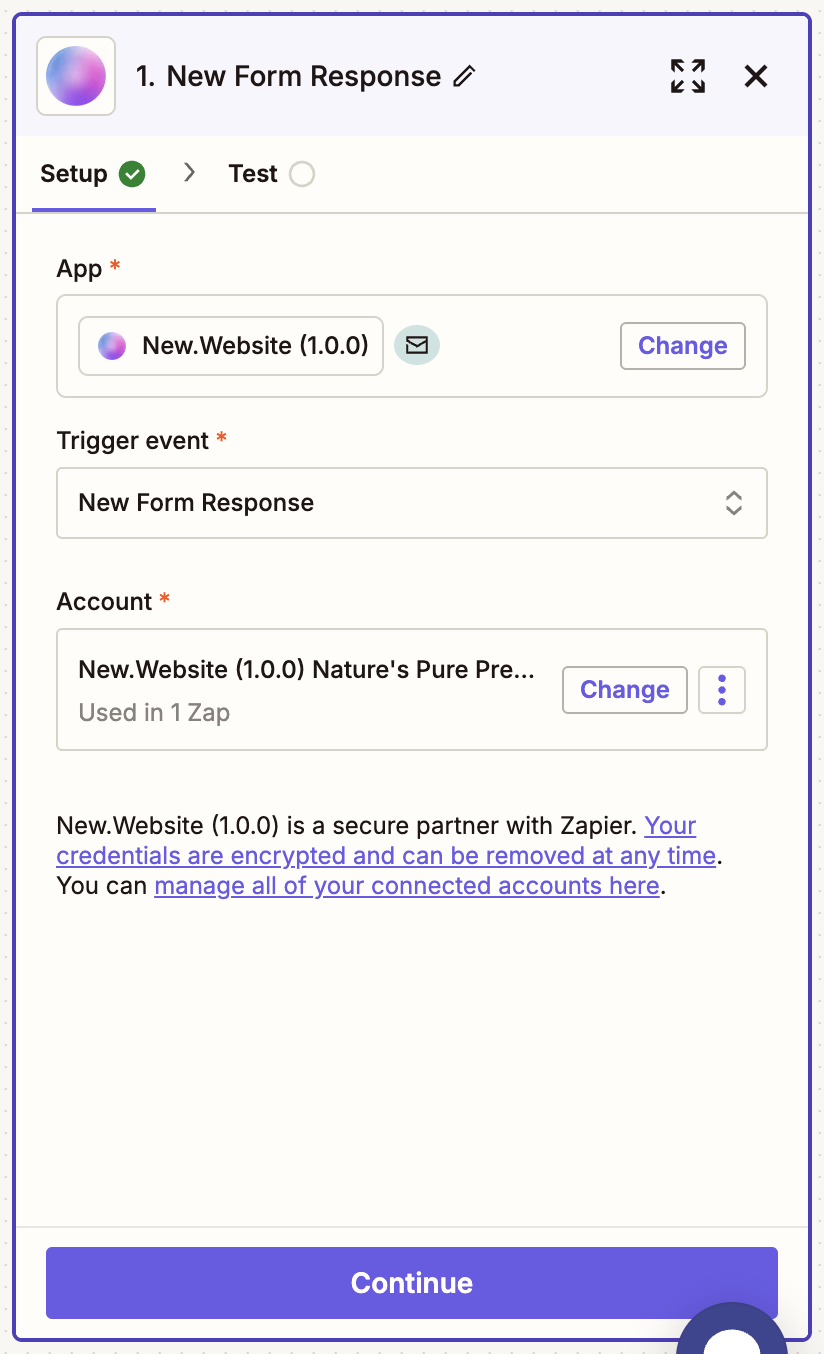 1. New Form Response
Setup
Test
App *
New.Website (1.0.0)
Change
Trigger event *
New Form Response
Account *
New.Website (1.0.0) Nature's Pure Pre...
Used in 1 Zap
Change
New.Website (1.0.0) is a secure partner with Zapier. Your
credentials are encrypted and can be removed at any time.
You can manage all of your connected accounts here.
Continue